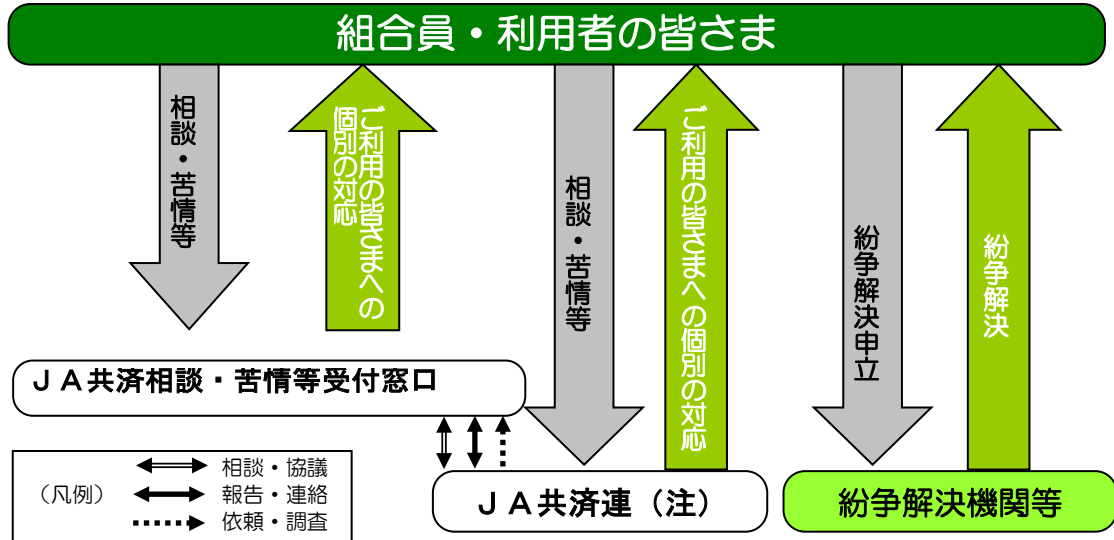 組合員・利用者の皆さま
相談・苦情等
ご利用の皆さまへの
個別の対応
相談・苦情等
ご利用の皆さまへの個別の対応
紛争解決申立
紛争解決
ＪＡ共済相談・苦情等受付窓口
（凡例）
相談・協議
報告・連絡
依頼・調査
ＪＡ共済連（注）
紛争解決機関等